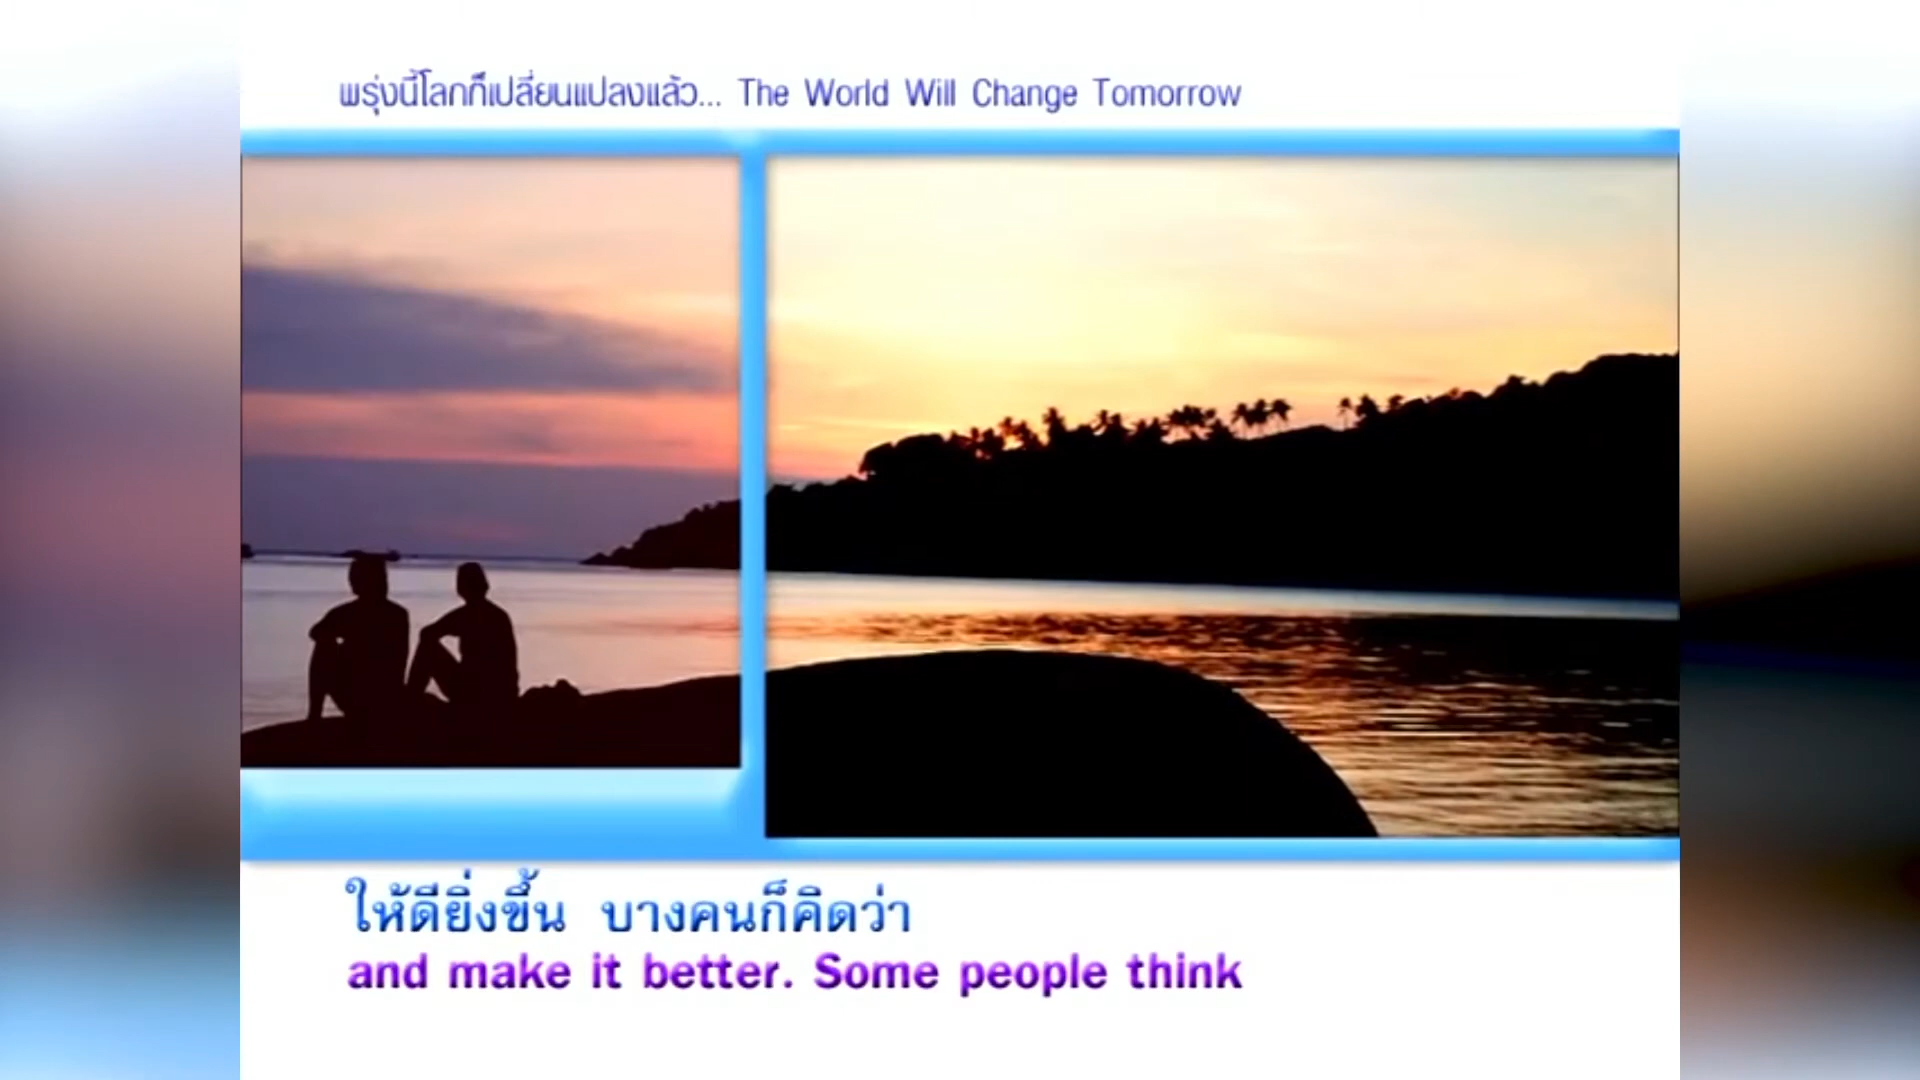 พรุ่งนี้โลกก็เปลี่ยนแปลงแล้ว... The World Will Change Tomorrow
ให้ดียิ่งขึ้น บางคนก็คิดว่า
and make it better. Some people think